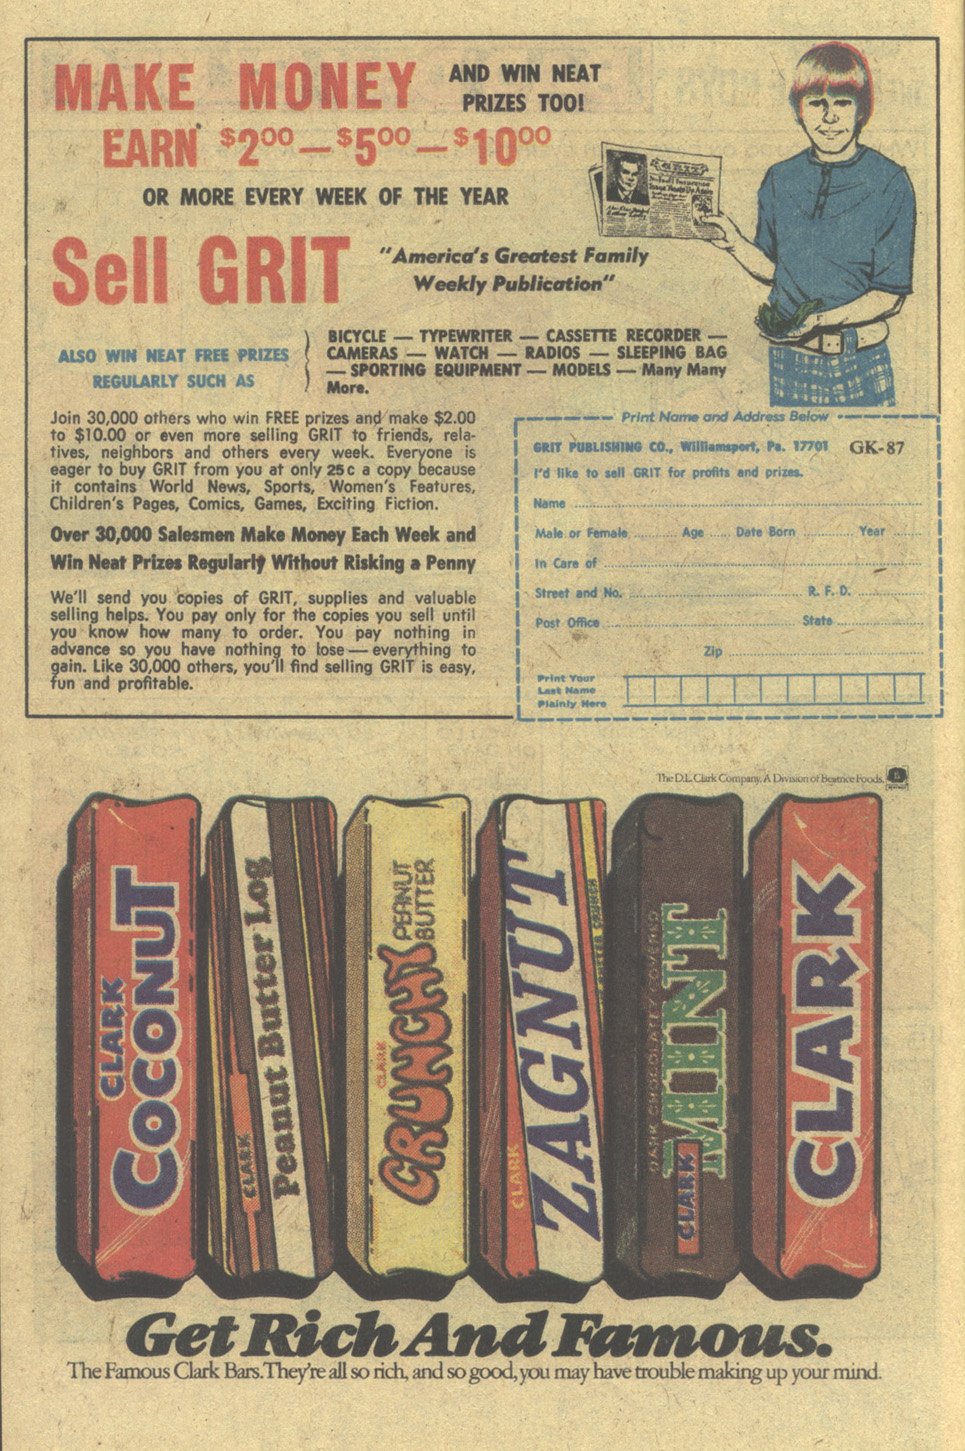 MAKE MONEY
AND WIN NEAT
PRIZES TOO!
EARN $2.00 — $5.00 — $10.00
OR MORE EVERY WEEK OF THE YEAR
Sell GRIT
"America's Greatest Family
Weekly Publication"
ALSO WIN NEAT FREE PRIZES
REGULARLY SUCH AS
BICYCLE — TYPEWRITER — CASSETTE RECORDER —
CAMERAS — WATCH — RADIOS — SLEEPING BAG
— SPORTING EQUIPMENT — MODELS — Many Many
More.
Join 30,000 others who win FREE prizes and make $2.00
to $10.00 or even more selling GRIT to friends, rela-
tives, neighbors and others every week. Everyone is
eager to buy GRIT from you at only 25c a copy because
it contains World News, Sports, Women's Features,
Children's Pages, Comics, Games, Exciting Fiction.
Over 30,000 Salesmen Make Money Each Week and
Win Neat Prizes Regularly Without Risking a Penny
We'll send you copies of GRIT, supplies and valuable
selling helps. You pay only for the copies you sell until
you know how many to order. You pay nothing in
advance so you have nothing to lose — everything to
gain. Like 30,000 others, you'll find selling GRIT is easy,
fun and profitable.
Print Name and Address Below
GRIT PUBLISHING CO., Williamsport, Pa. 17701 GK-87
I'd like to sell GRIT for profits and prizes.
Name
Male or Female Age Date Born Year
In Care of
Street and No. R. F. D.
Post Office State
Zip
Print Your
Last Name
Plainly Here
The D.L. Clark Company. A Division of Beatrice Foods.
CLARK
COCONUT
CLARK
Peanut Butter Log
CLARK
CRUNCHY
PEANUT
BUTTER
CLARK
ZAGNUT
DARK CHOCOLATEY COVERED
MINT
CLARK
CLARK
Get Rich And Famous.
The Famous Clark Bars. They're all so rich, and so good, you may have trouble making up your mind.